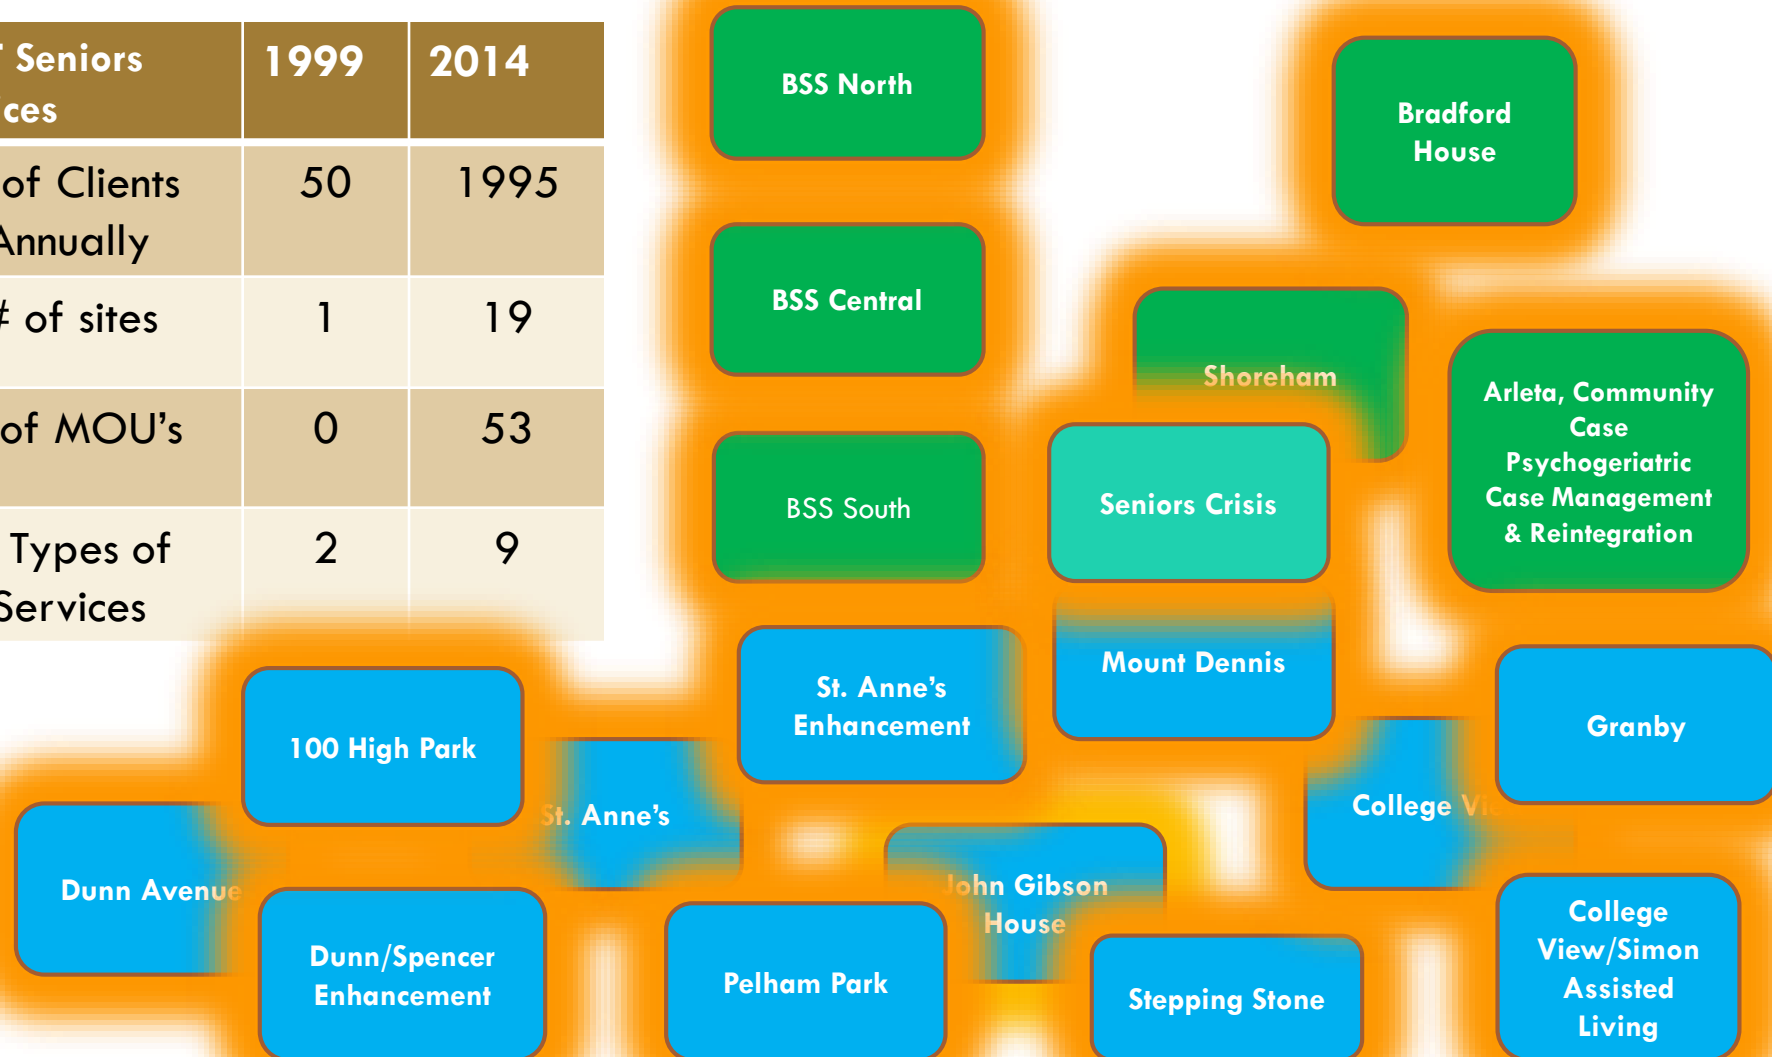 Seniors
ices
1999
2014
of Clients
Annually
50
1995
# of sites
1
19
of MOU's
0
53
Types of
Services
2
9
BSS North
Bradford
House
BSS Central
Shoreham
Arleta, Community
Case
Psychogeriatric
Case Management
& Reintegration
BSS South
Seniors Crisis
St. Anne's
Enhancement
Mount Dennis
Granby
100 High Park
St. Anne's
College Vie
Dunn Avenue
John Gibson
House
Dunn/Spencer
Enhancement
Pelham Park
Stepping Stone
College
View/Simon
Assisted
Living